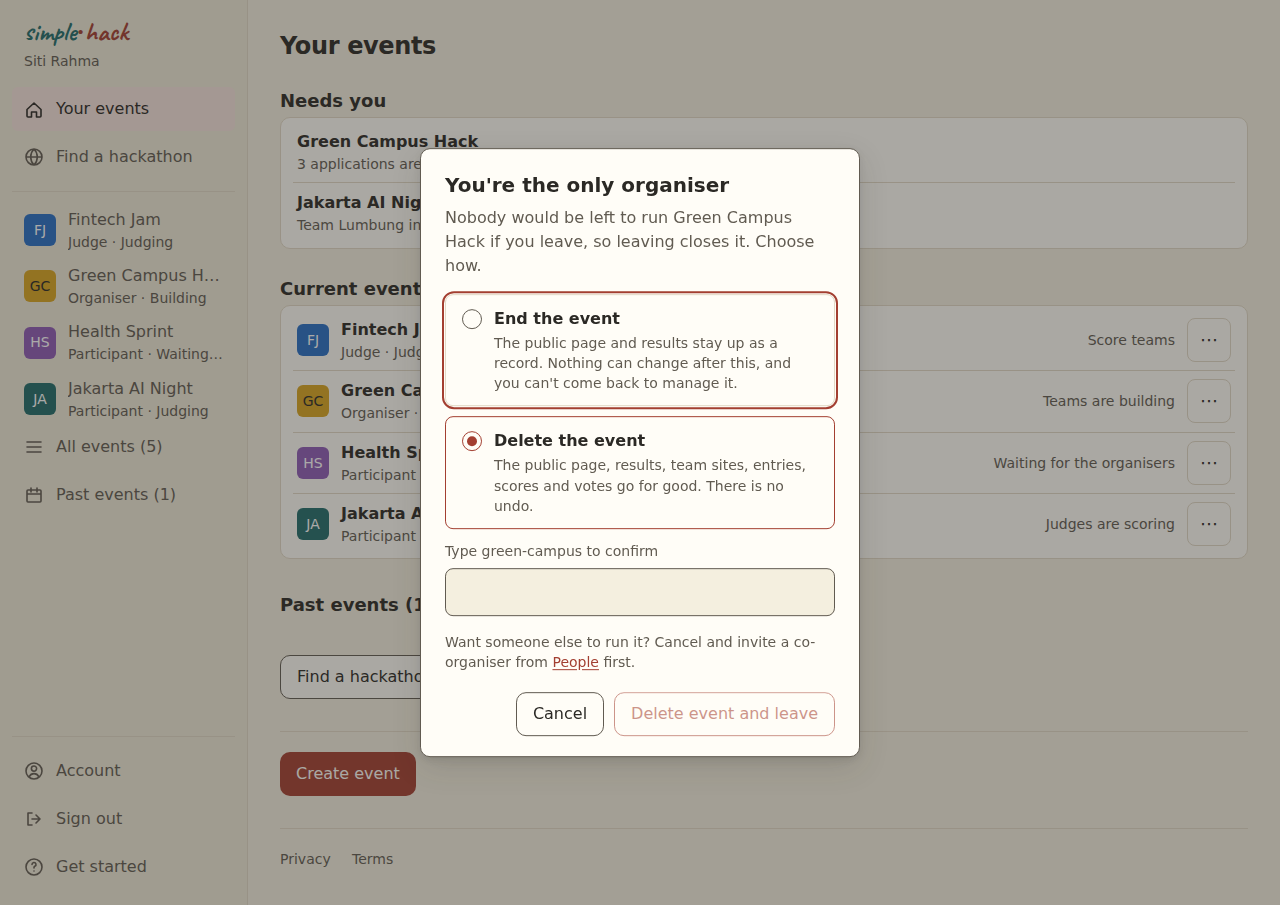 simple hack
Siti Rahma
Your events
Find a hackathon
FJ
Fintech Jam
Judge · Judging
GC
Green Campus H…
Organiser · Building
HS
Health Sprint
Participant · Waiting…
JA
Jakarta AI Night
Participant · Judging
All events (5)
Past events (1)
Account
Sign out
Get started
Your events
Needs you
Green Campus Hack
3 applications are
Jakarta AI Nig
Team Lumbung in
Current event
FJ
Fintech J
Judge · Judg
Score teams
GC
Green Ca
Organiser ·
Teams are building
HS
Health Sp
Participant
Waiting for the organisers
JA
Jakarta A
Participant
Judges are scoring
Past events (1
Find a hackatho
Create event
Privacy
Terms
You're the only organiser
Nobody would be left to run Green Campus
Hack if you leave, so leaving closes it. Choose
how.
End the event
The public page and results stay up as a
record. Nothing can change after this, and
you can't come back to manage it.
Delete the event
The public page, results, team sites, entries,
scores and votes go for good. There is no
undo.
Type green-campus to confirm
Want someone else to run it? Cancel and invite a co-
organiser from People first.
Cancel
Delete event and leave